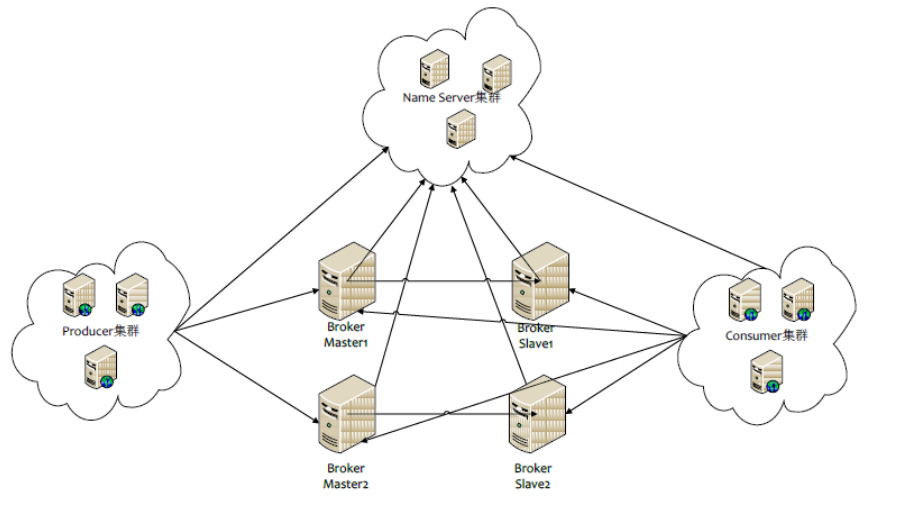 Name Server集群
Producer集群
Broker
Master1
Broker
Slave1
Consumer集群
Broker
Master2
Broker
Slave2